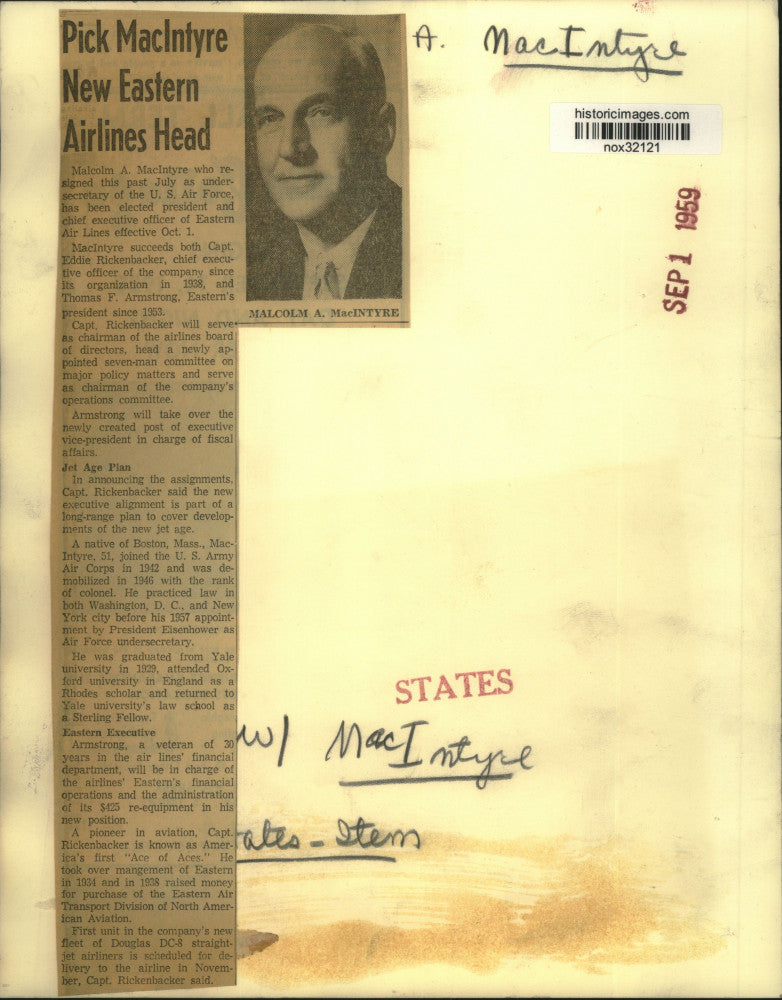 Pick MacIntyre
New Eastern
Airlines Head
Malcolm A. MacIntyre who re-
signed this past July as under-
secretary of the U. S. Air Force,
has been elected president and
chief executive officer of Eastern
Air Lines effective Oct. 1.
MacIntyre succeeds both Capt.
Eddie Rickenbacker, chief execu-
tive officer of the company since
its organization in 1938, and
Thomas F. Armstrong, Eastern's
president since 1953.
Capt. Rickenbacker will serve
as chairman of the airlines board
of directors, head a newly ap-
pointed seven-man committee on
major policy matters and serve
as chairman of the company's
operations committee.
Armstrong will take over the
newly created post of executive
vice-president in charge of fiscal
affairs.
Jet Age Plan
In announcing the assignments,
Capt. Rickenbacker said the new
executive alignment is part of a
long-range plan to cover develop-
ments of the new jet age.
A native of Boston, Mass., Mac-
Intyre, 51, joined the U. S. Army
Air Corps in 1942 and was de-
mobilized in 1946 with the rank
of colonel. He practiced law in
both Washington, D. C., and New
York city before his 1957 appoint-
ment by President Eisenhower as
Air Force undersecretary.
He was graduated from Yale
university in 1929, attended Ox-
ford university in England as a
Rhodes scholar and returned to
Yale university's law school as
a Sterling Fellow.
Eastern Executive
Armstrong, a veteran of 30
years in the air lines' financial
department, will be in charge of
the airlines' Eastern's financial
operations and the administration
of its $425 re-equipment in his
new position.
A pioneer in aviation, Capt.
Rickenbacker is known as Amer-
ica's first "Ace of Aces." He
took over mangement of Eastern
in 1934 and in 1938 raised money
for purchase of the Eastern Air
Transport Division of North Amer-
ican Aviation.
First unit in the company's new
fleet of Douglas DC-8 straight-
jet airliners is scheduled for de-
livery to the airline in Novem-
ber, Capt. Rickenbacker said.
MALCOLM A. MacINTYRE
A. MacIntyre
historicimages.com
nox32121
SEP 1 1959
STATES
w/ MacIntyre
ates-Item